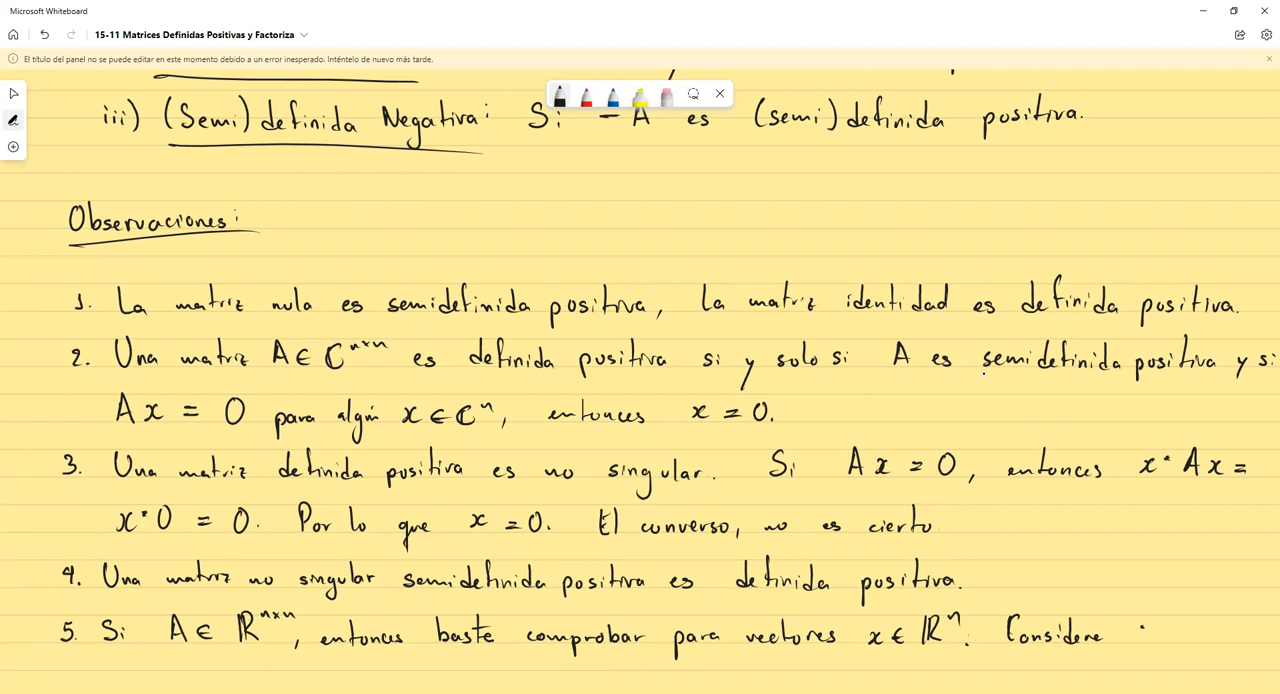 Microsoft Whiteboard
15-11 Matrices Definidas Positivas y Factoriza
El título del panel no se puede editar en este momento debido a un error inesperado. Inténtelo de nuevo más tarde.
iii) (Semi) definida Negativa: Si -A es (semi) definida positiva.
Observaciones:
1. La matriz nula es semidefinida positiva, la matriz identidad es definida positiva.
2. Una matriz A ∈ ℂⁿˣⁿ es definida positiva si y solo si A es semidefinida positiva y si
Ax = 0 para algún x ∈ ℂⁿ, entonces x = 0.
3. Una matriz definida positiva es no singular. Si Ax = 0, entonces x* Ax =
x*0 = 0. Por lo que x = 0. El converso, no es cierto
4. Una matriz no singular semidefinida positiva es definida positiva.
5. Si A ∈ ℝⁿˣⁿ, entonces baste comprobar para vectores x ∈ ℝⁿ. Considere